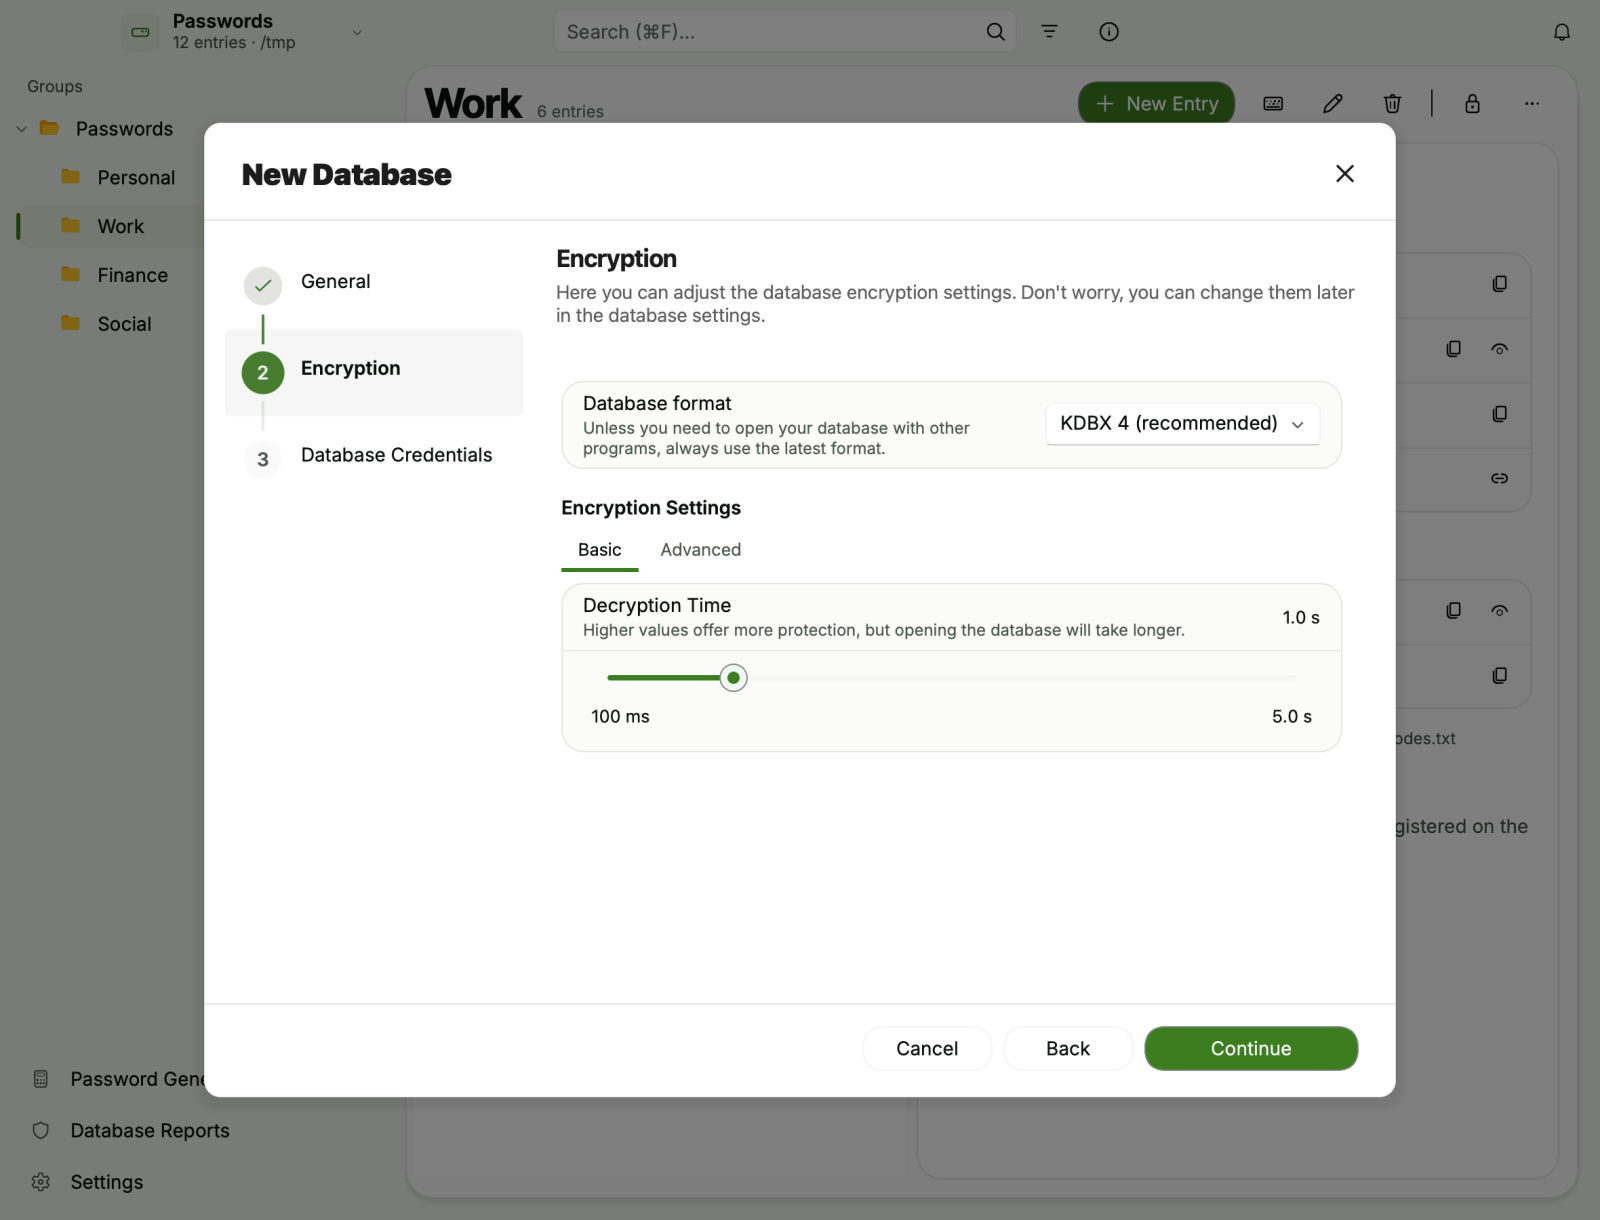 Passwords
12 entries · /tmp
Search (⌘F)...
Groups
Passwords
Personal
Work
Finance
Social
Work
6 entries
New Entry
New Database
General
2
Encryption
3
Database Credentials
Encryption
Here you can adjust the database encryption settings. Don't worry, you can change them later
in the database settings.
Database format
Unless you need to open your database with other
programs, always use the latest format.
KDBX 4 (recommended)
Encryption Settings
Basic
Advanced
Decryption Time
Higher values offer more protection, but opening the database will take longer.
1.0 s
100 ms
5.0 s
odes.txt
gistered on the
Cancel
Back
Continue
Password Gene
Database Reports
Settings